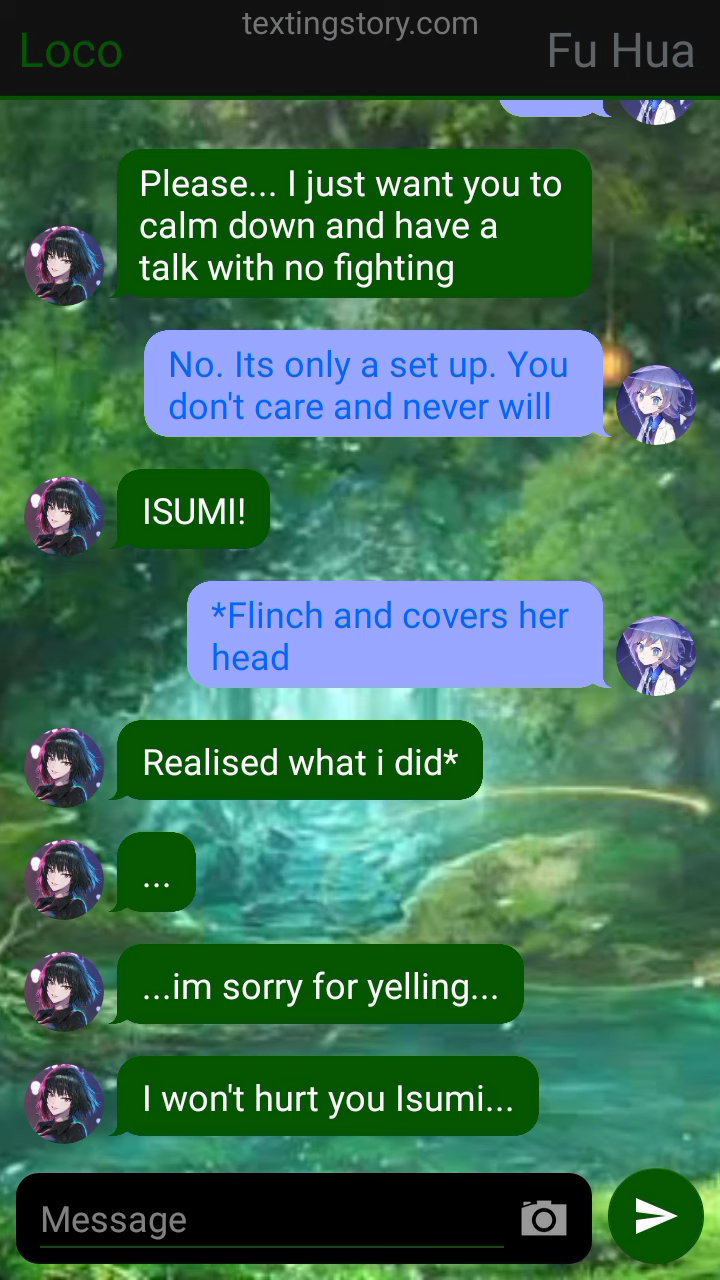 textingstory.com
Loco
Fu Hua
Please... I just want you to
calm down and have a
talk with no fighting
No. Its only a set up. You
don't care and never will
ISUMI!
*Flinch and covers her
head
Realised what i did*
...
...im sorry for yelling...
I won't hurt you Isumi...
Message